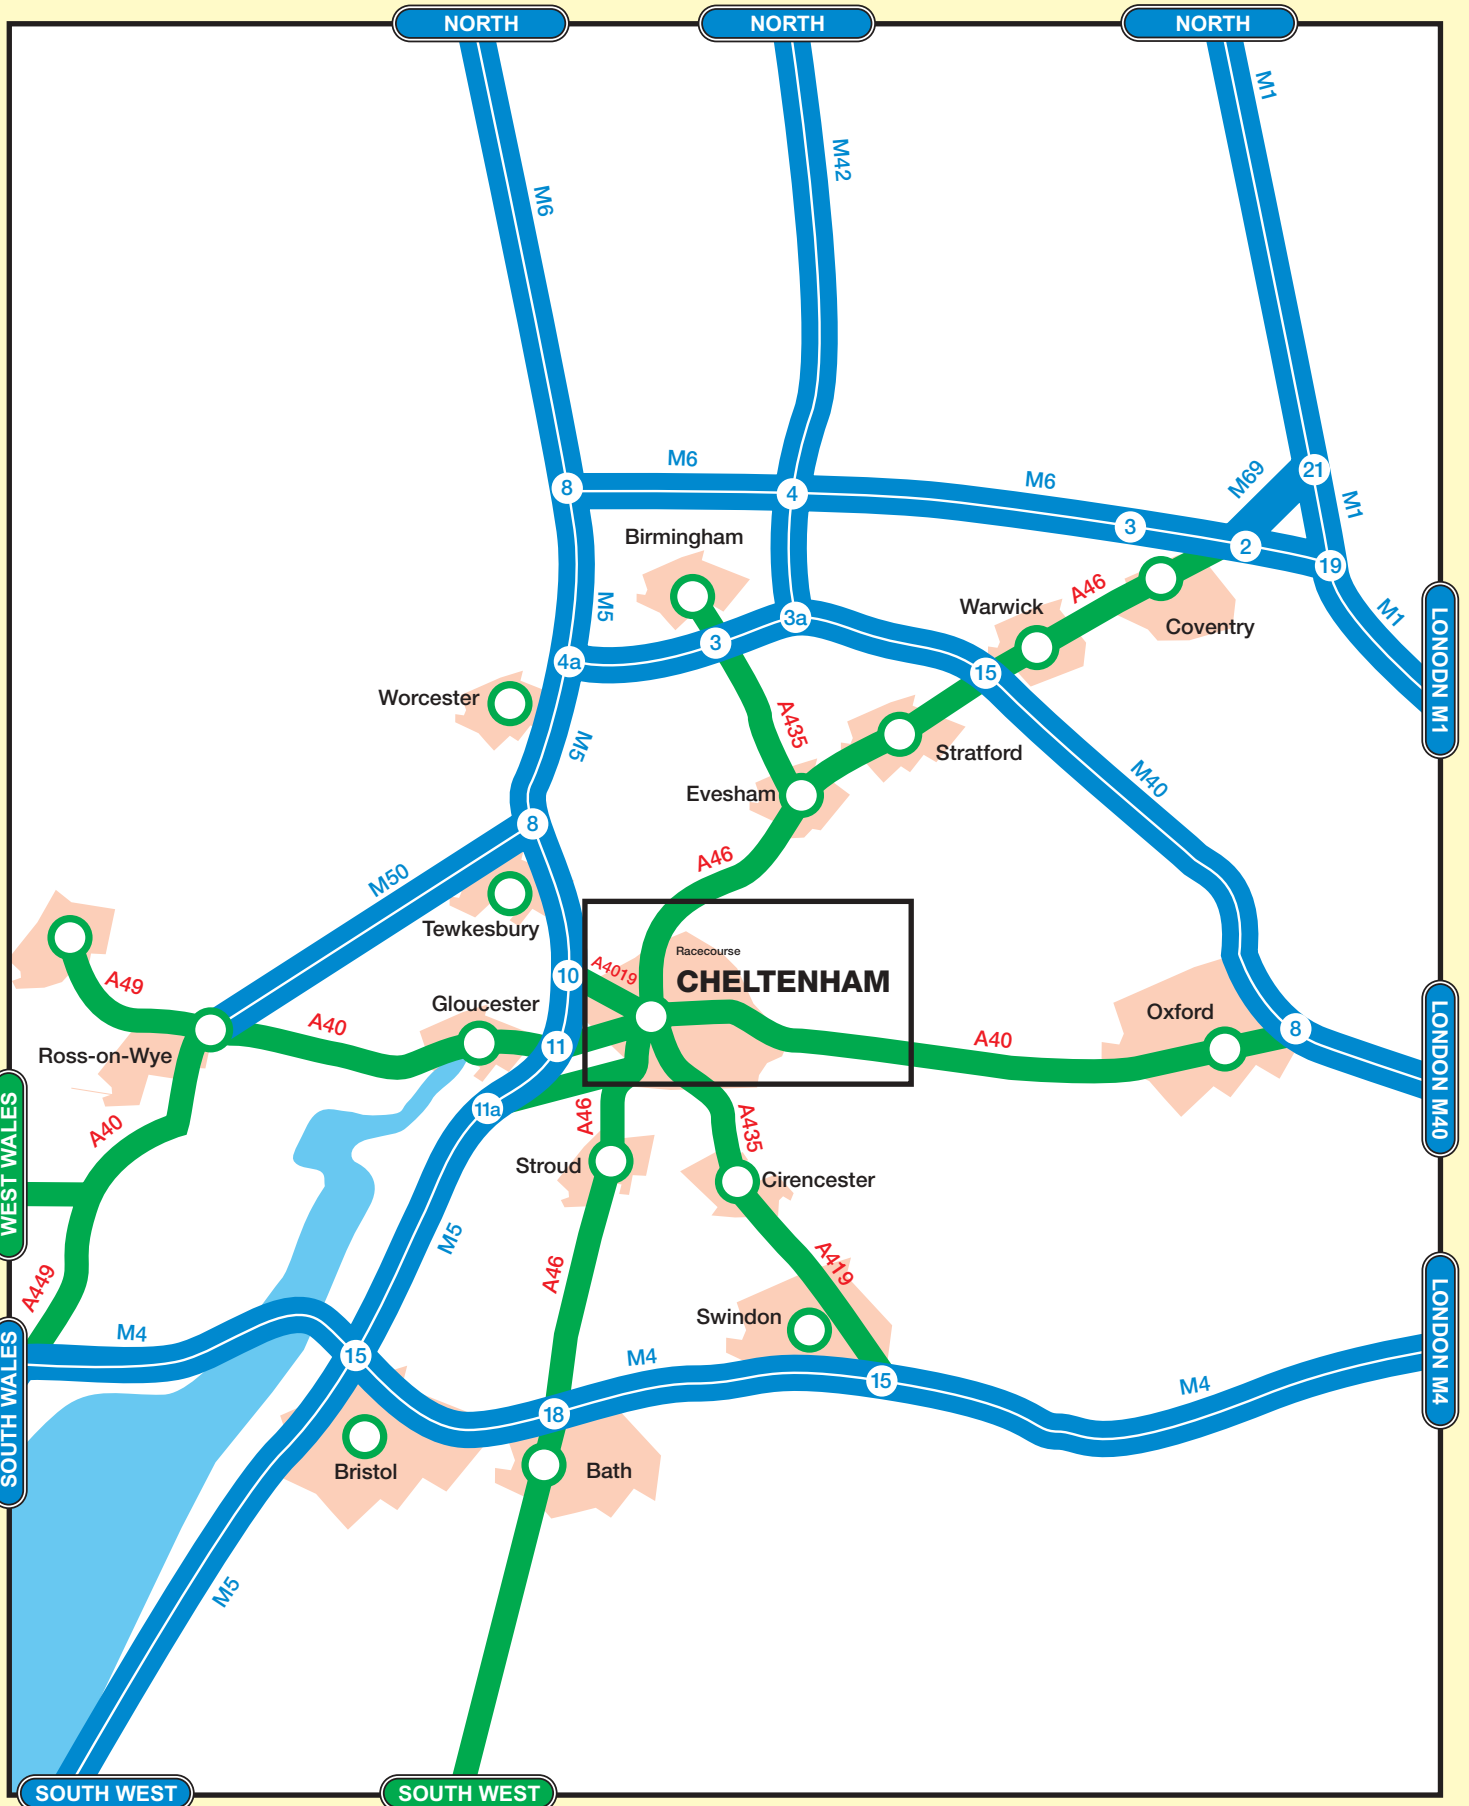 NORTH
NORTH
NORTH
M1
M42
M6
M6
M6
M69
21
8
4
M1
3
2
19
Birmingham
A46
M5
Warwick
M1
3a
Coventry
3
4a
15
LONODN M1
Worcester
A435
M5
Stratford
M40
Evesham
8
A46
M50
Tewkesbury
Racecourse
A4019
10
CHELTENHAM
A49
Gloucester
Oxford
A40
8
A40
11
Ross-on-Wye
LONDON M40
11a
A46
A435
A40
WEST WALES
Stroud
Cirencester
M5
A419
A46
A449
Swindon
M4
LONDON M4
15
M4
15
M4
SOUTH WALES
18
Bristol
Bath
M5
SOUTH WEST
SOUTH WEST